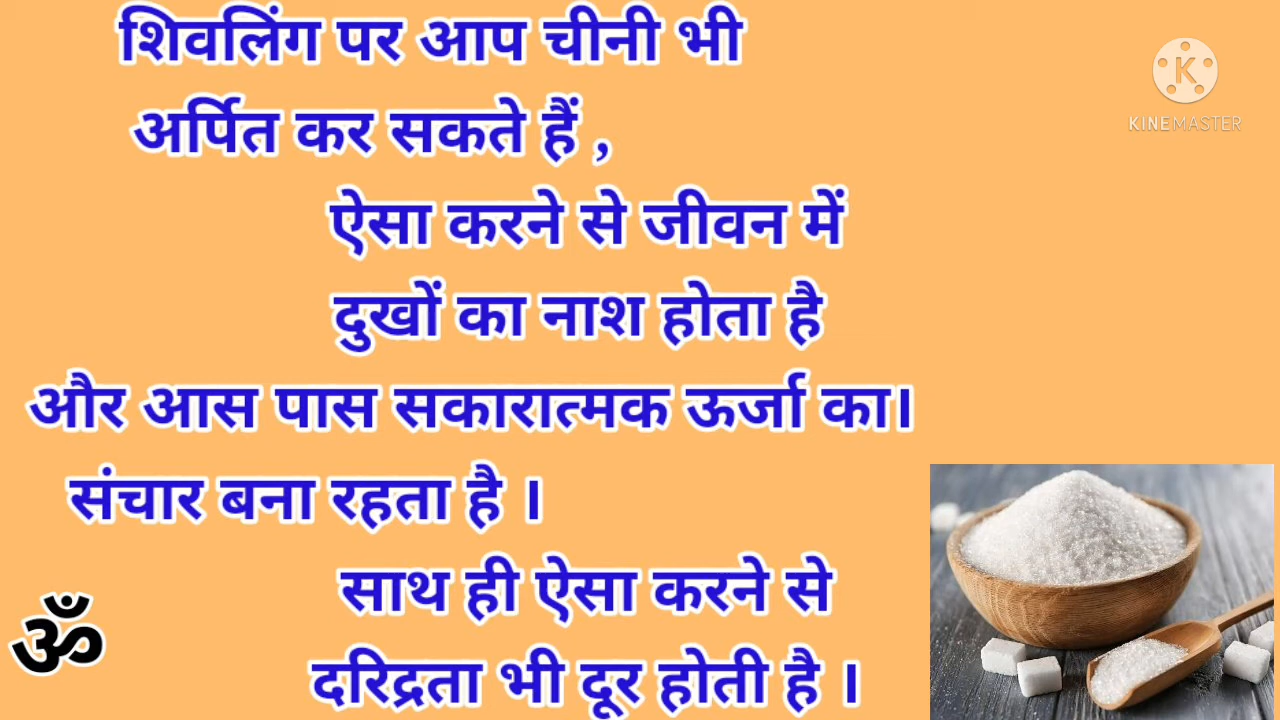 शिवलिंग पर आप चीनी भी
अर्पित कर सकते हैं ,
ऐसा करने से जीवन में
दुखों का नाश होता है
और आस पास सकारात्मक ऊर्जा का।
संचार बना रहता है ।
साथ ही ऐसा करने से
दरिद्रता भी दूर होती है ।
ॐ
K
KINEMASTER